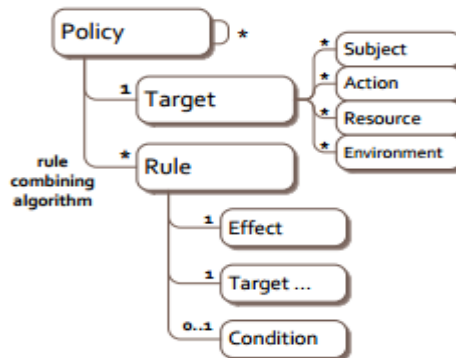 Policy
*
1
Target
*
Subject
*
Action
*
Resource
*
Environment
rule
combining
algorithm
*
Rule
1
Effect
1
Target ...
0..1
Condition